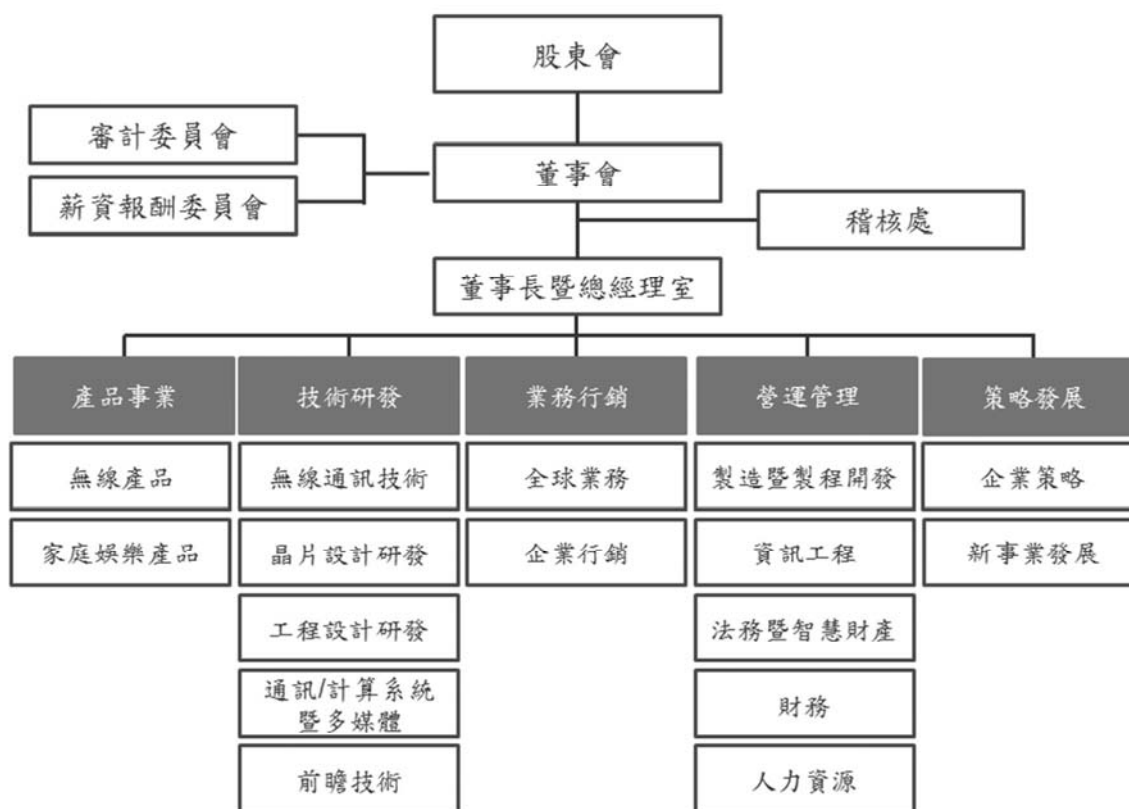 股東會
審計委員會
董事會
薪資報酬委員會
稽核處
董事長暨總經理室
產品事業
技術研發
業務行銷
營運管理
策略發展
無線產品
無線通訊技術
全球業務
製造暨製程開發
企業策略
家庭娛樂產品
晶片設計研發
企業行銷
資訊工程
新事業發展
工程設計研發
法務暨智慧財產
通訊/計算系統
暨多媒體
財務
前瞻技術
人力資源